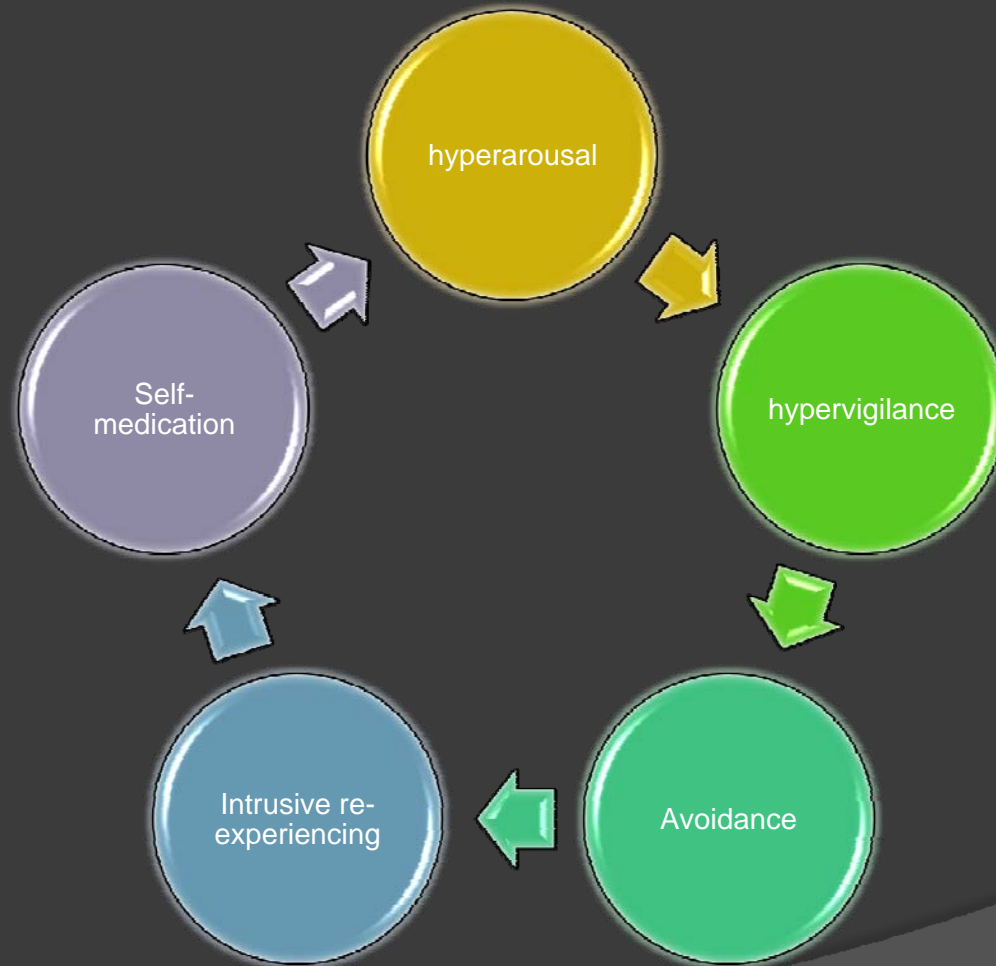 hyperarousal
hypervigilance
Avoidance
Intrusive re-
experiencing
Self-
medication